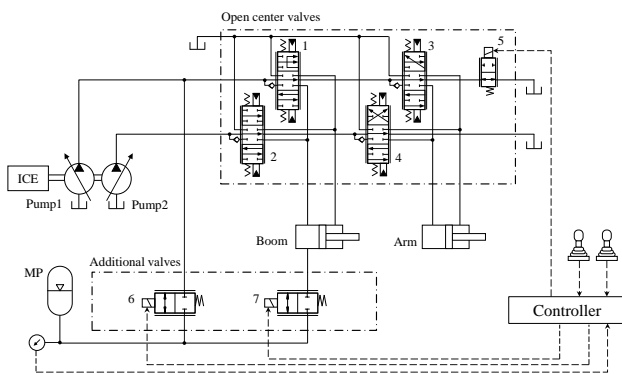 Open center valves
1
3
5
2
4
ICE
Pump1
Pump2
Boom
Arm
Additional valves
MP
6
7
Controller